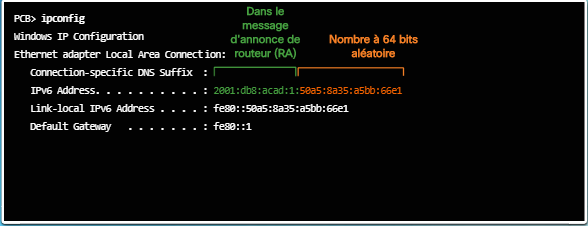 PCB> ipconfig
Windows IP Configuration
Ethernet adapter Local Area Connection:
Dans le
message
d'annonce de
routeur (RA)
Nombre à 64 bits
aléatoire
Connection-specific DNS Suffix :
IPv6 Address. . . . . . . . . . . : 2001:db8:acad:1:50a5:8a35:a5bb:66e1
Link-local IPv6 Address . . . . . : fe80::50a5:8a35:a5bb:66e1
Default Gateway . . . . . . . : fe80::1